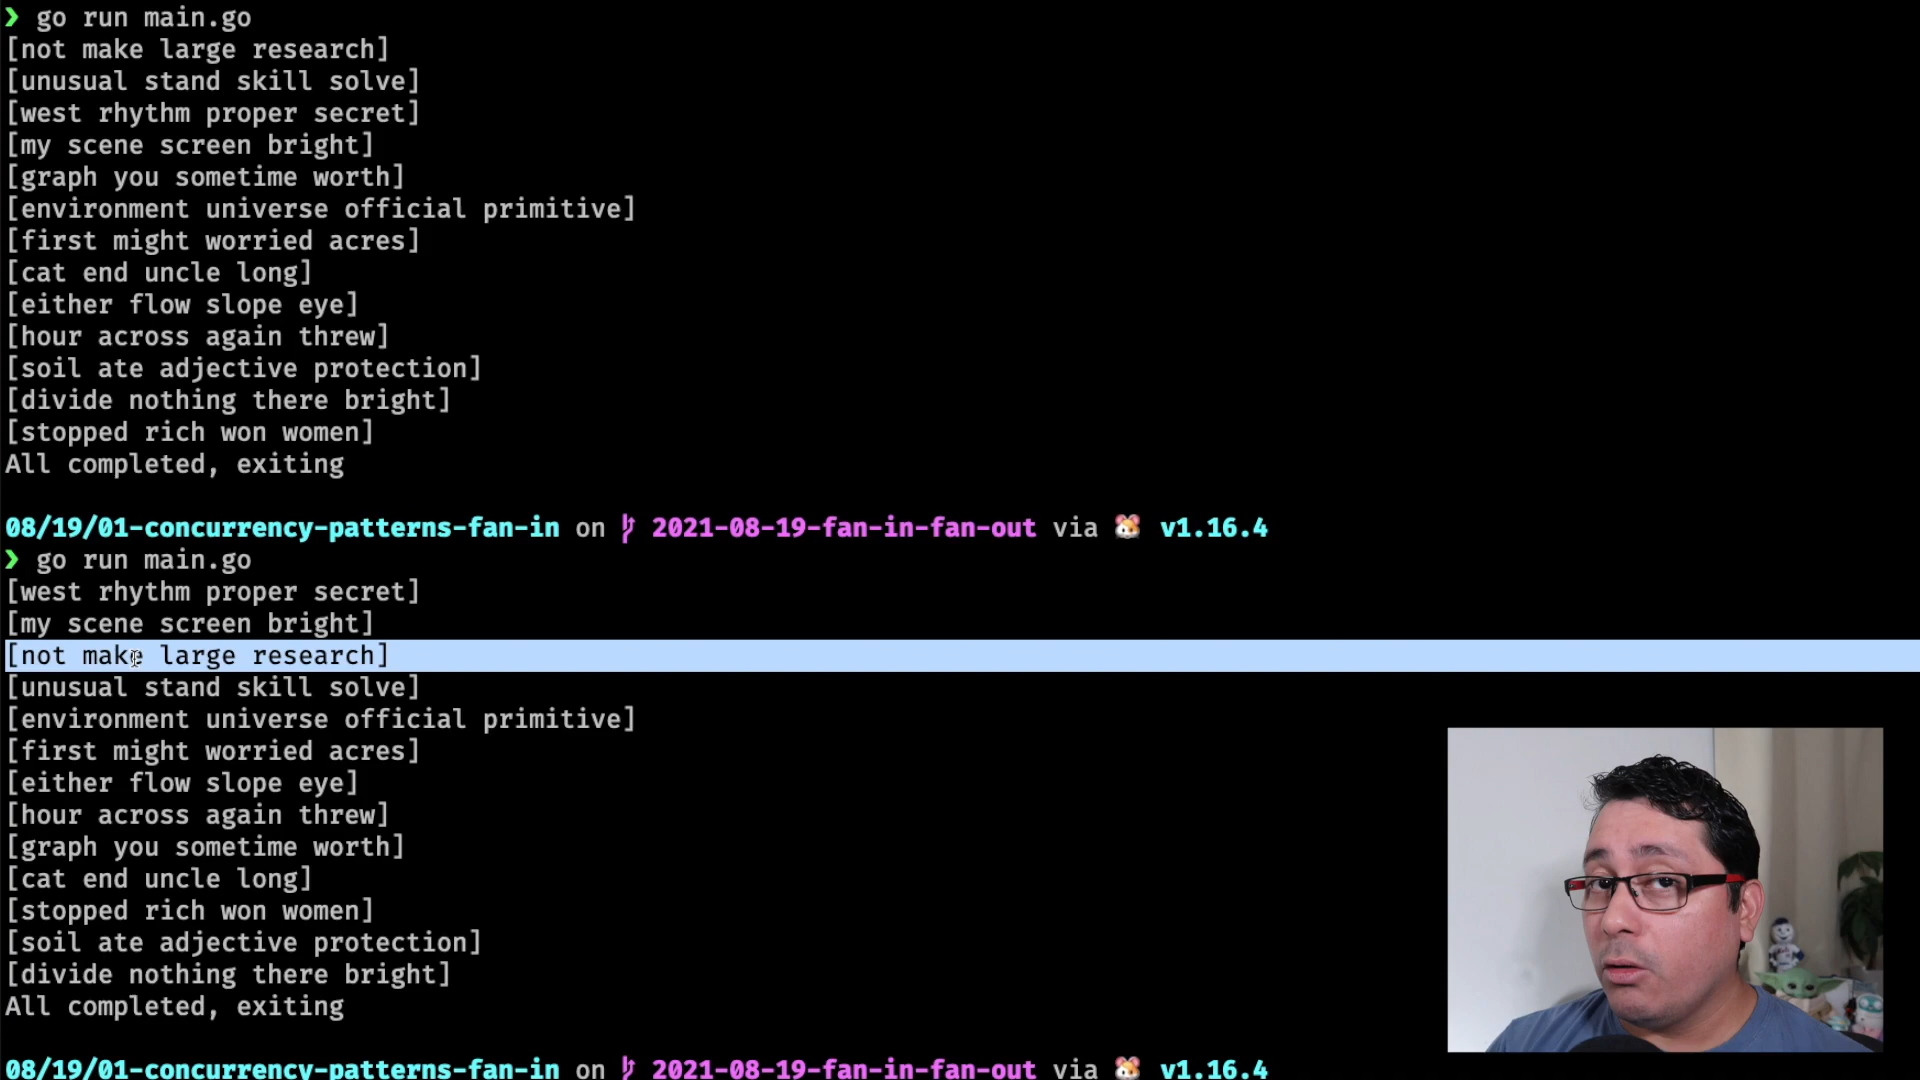 ❯ go run main.go
[not make large research]
[unusual stand skill solve]
[west rhythm proper secret]
[my scene screen bright]
[graph you sometime worth]
[environment universe official primitive]
[first might worried acres]
[cat end uncle long]
[either flow slope eye]
[hour across again threw]
[soil ate adjective protection]
[divide nothing there bright]
[stopped rich won women]
All completed, exiting
08/19/01-concurrency-patterns-fan-in on 2021-08-19-fan-in-fan-out via 🐹 v1.16.4
❯ go run main.go
[west rhythm proper secret]
[my scene screen bright]
[not make large research]
[unusual stand skill solve]
[environment universe official primitive]
[first might worried acres]
[either flow slope eye]
[hour across again threw]
[graph you sometime worth]
[cat end uncle long]
[stopped rich won women]
[soil ate adjective protection]
[divide nothing there bright]
All completed, exiting
08/19/01-concurrency-patterns-fan-in on 2021-08-19-fan-in-fan-out via 🐹 v1.16.4